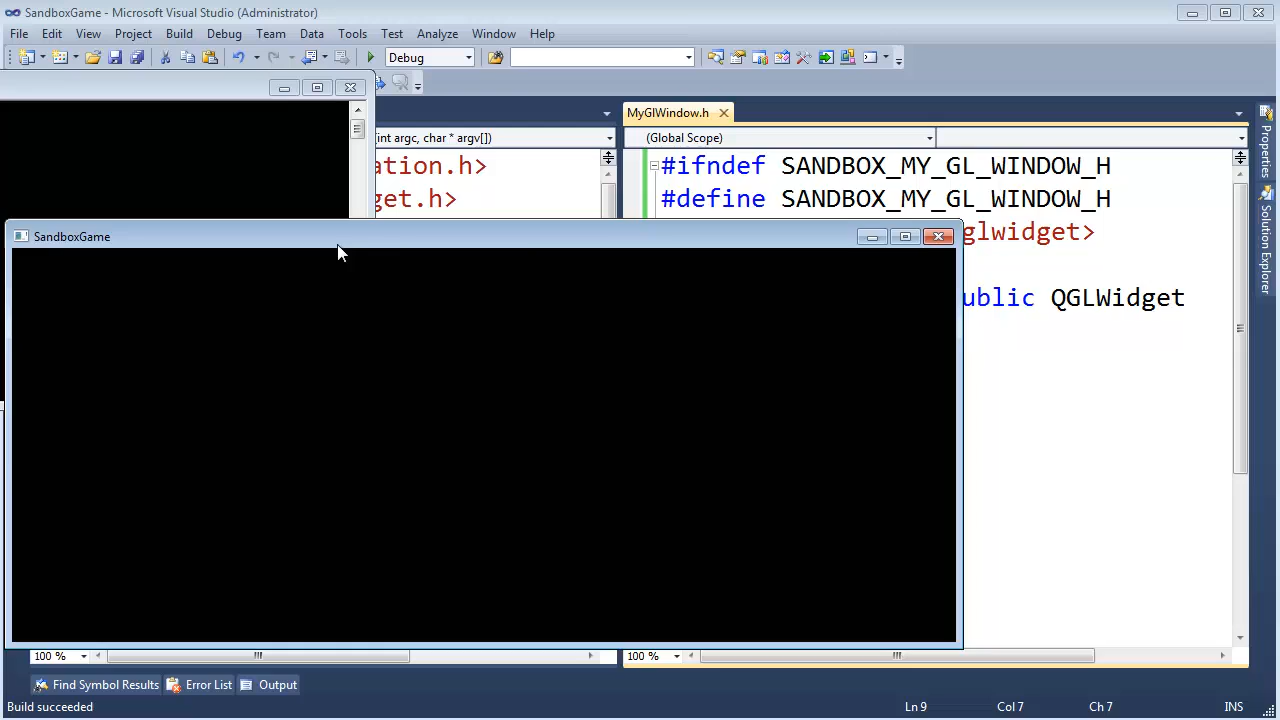 SandboxGame - Microsoft Visual Studio (Administrator)
File Edit View Project Build Debug Team Data Tools Test Analyze Window Help
Debug
MyGlWindow.h
(int argc, char * argv[])
(Global Scope)
ation.h>
get.h>
#ifndef SANDBOX_MY_GL_WINDOW_H
#define SANDBOX_MY_GL_WINDOW_H
glwidget>
ublic QGLWidget
SandboxGame
Properties
Solution Explorer
100 %
100 %
Find Symbol Results Error List Output
Build succeeded Ln 9 Col 7 Ch 7 INS